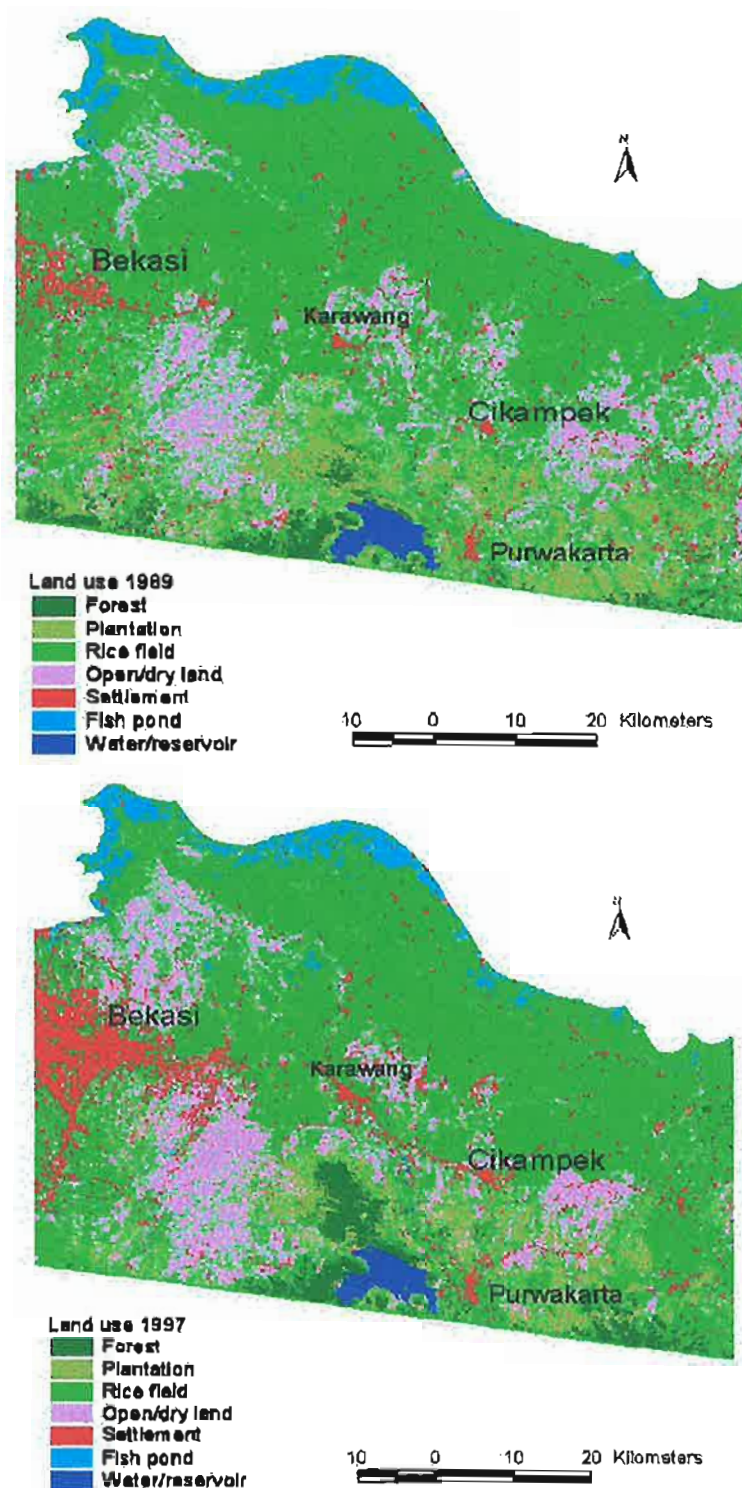 N
Bekasi
Karawang
Cikampek
Purwakarta
Land use 1989
Forest
Plantation
Rice field
Open/dry land
Settlement
Fish pond
Water/reservoir
10 0 10 20 Kilometers
N
Bekasi
Karawang
Cikampek
Purwakarta
Land use 1997
Forest
Plantation
Rice field
Open/dry land
Settlement
Fish pond
Water/reservoir
10 0 10 20 Kilometers